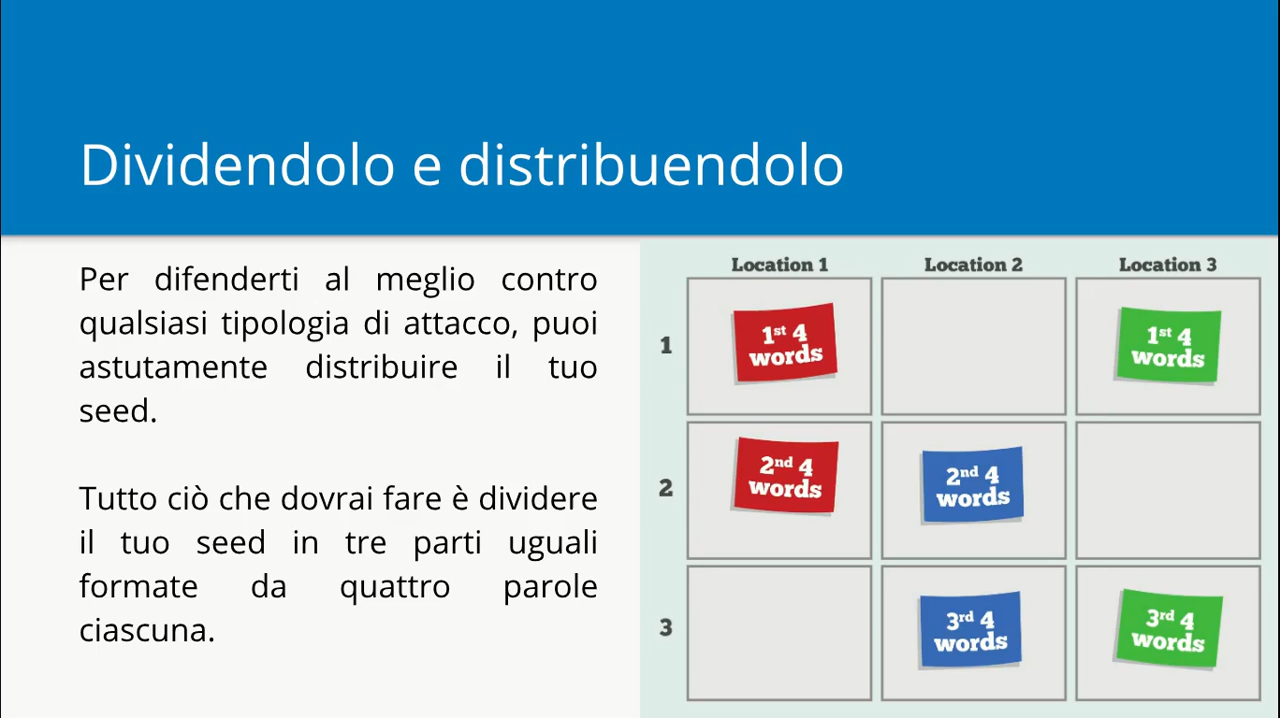 Dividendolo e distribuendolo
Per difenderti al meglio contro
qualsiasi tipologia di attacco, puoi
astutamente distribuire il tuo
seed.
Tutto ciò che dovrai fare è dividere
il tuo seed in tre parti uguali
formate da quattro parole
ciascuna.
Location 1 Location 2 Location 3
1
1st 4
words
1st 4
words
2
2nd 4
words
2nd 4
words
3
3rd 4
words
3rd 4
words